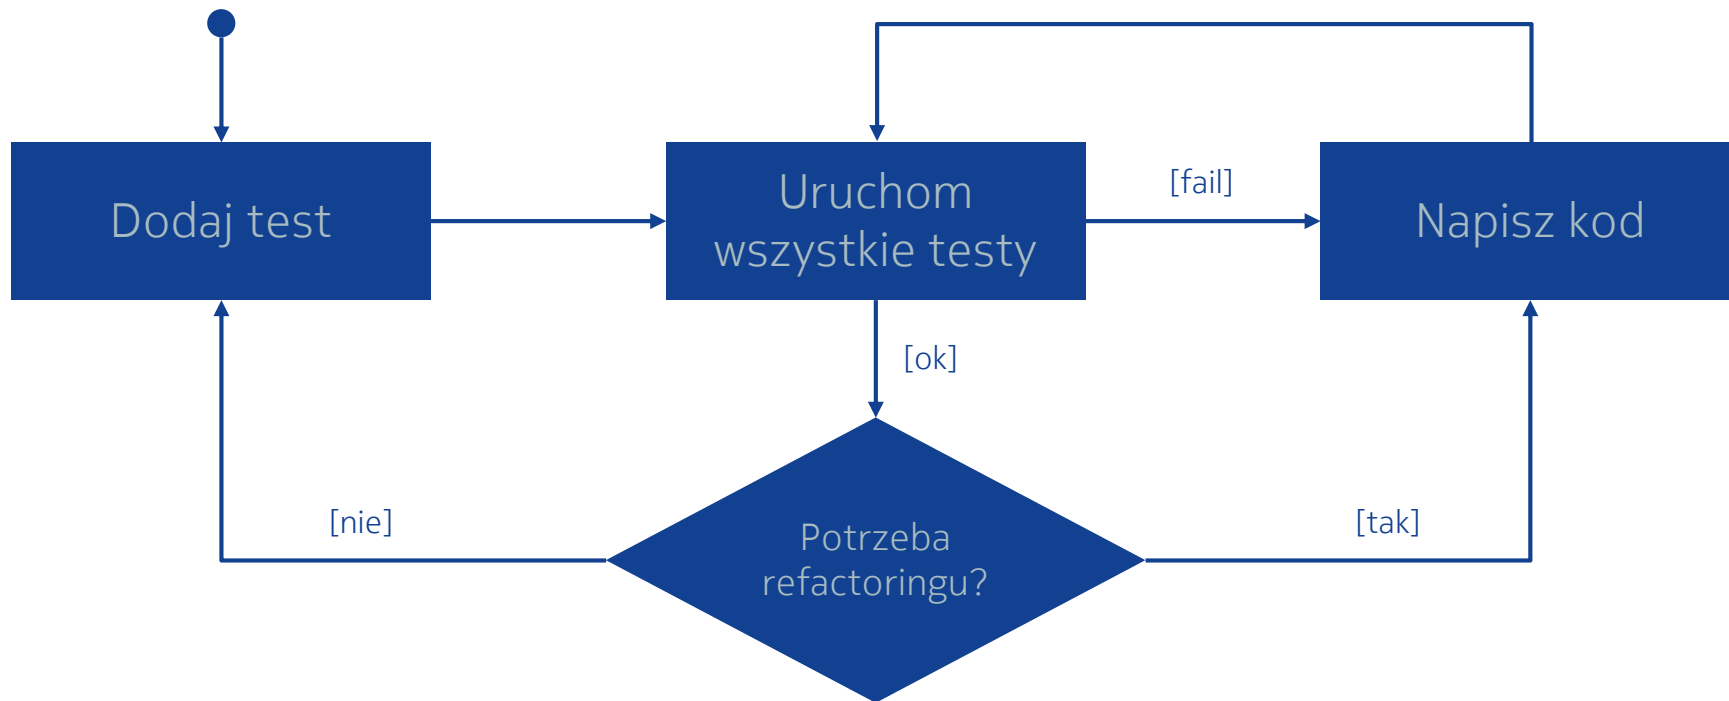 Dodaj test
Uruchom
wszystkie testy
[fail]
Napisz kod
[ok]
[nie]
Potrzeba
refactoringu?
[tak]